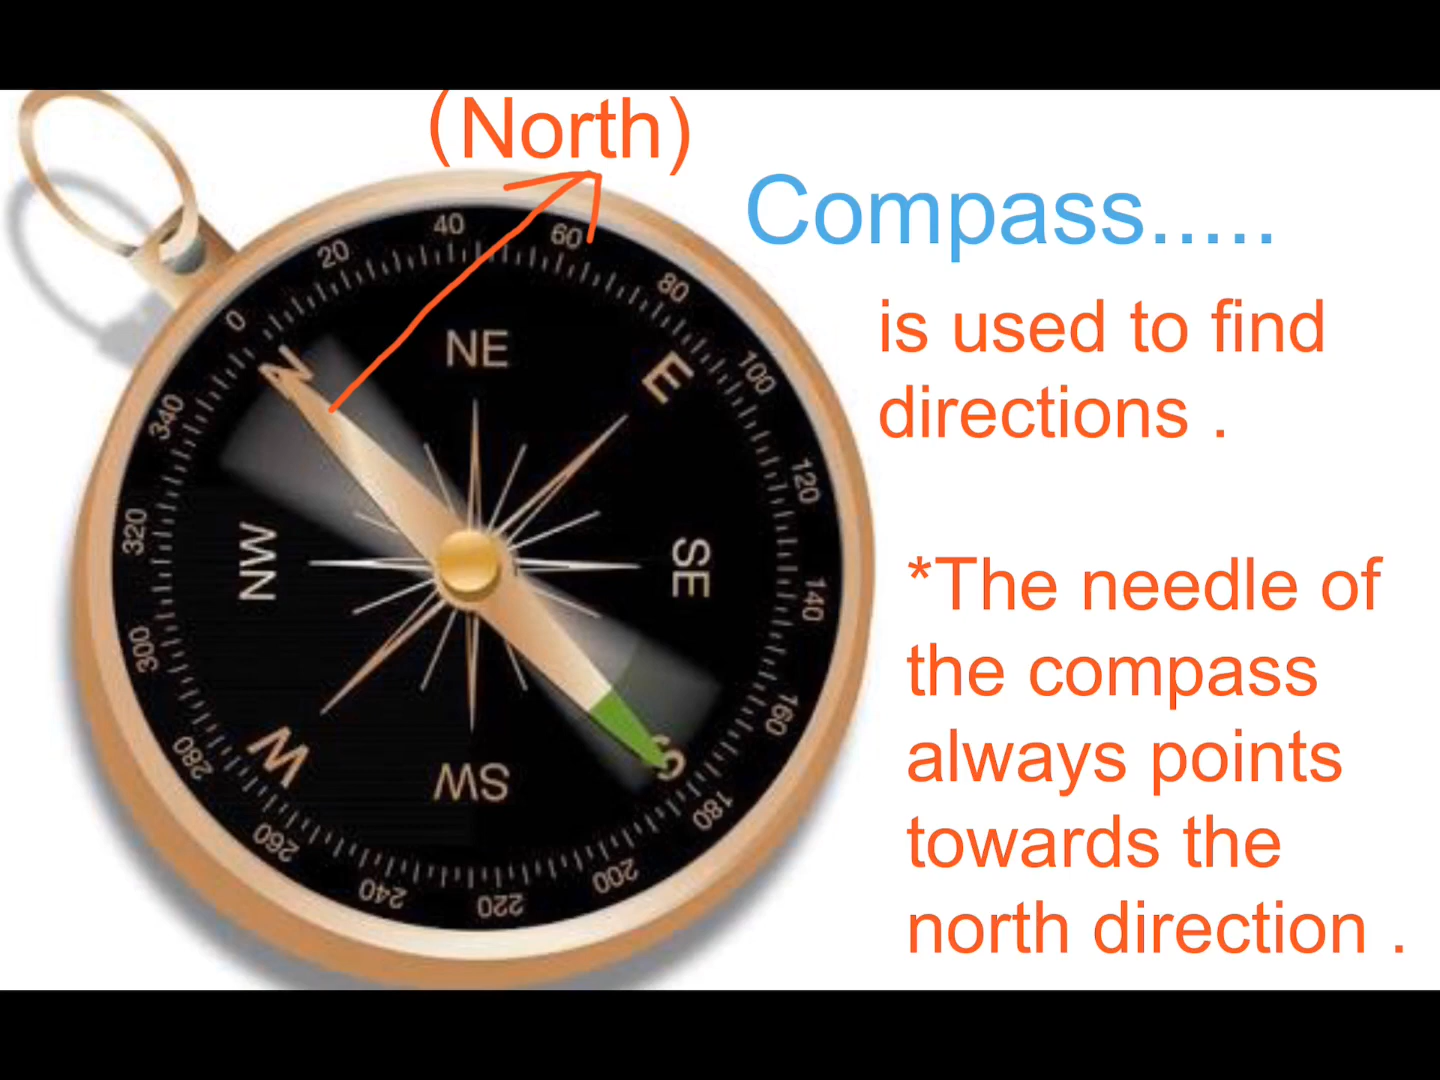 (North)
Compass.....
is used to find
directions .
*The needle of
the compass
always points
towards the
north direction .
0
20
40
60
80
100
120
140
160
180
200
220
240
260
280
300
320
340
N
NE
E
SE
S
SW
W
NW